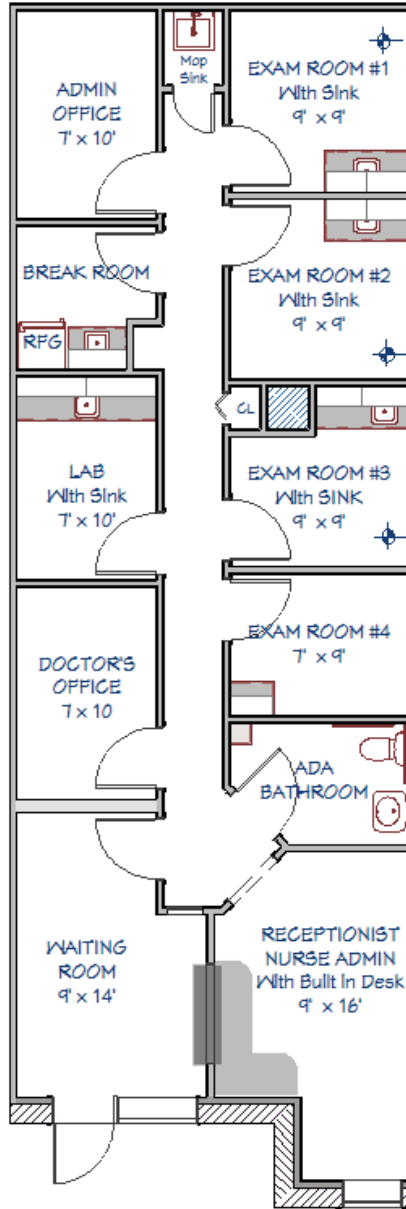 Mop
Sink
ADMIN
OFFICE
7' x 10'
EXAM ROOM #1
With Sink
9' x 9'
BREAK ROOM
RFG
EXAM ROOM #2
With Sink
9' x 9'
CL
LAB
With Sink
7' x 10'
EXAM ROOM #3
With SINK
9' x 9'
DOCTOR'S
OFFICE
7 x 10
EXAM ROOM #4
7' x 9'
ADA
BATHROOM
WAITING
ROOM
9' x 14'
RECEPTIONIST
NURSE ADMIN
With Built In Desk
9' x 16'